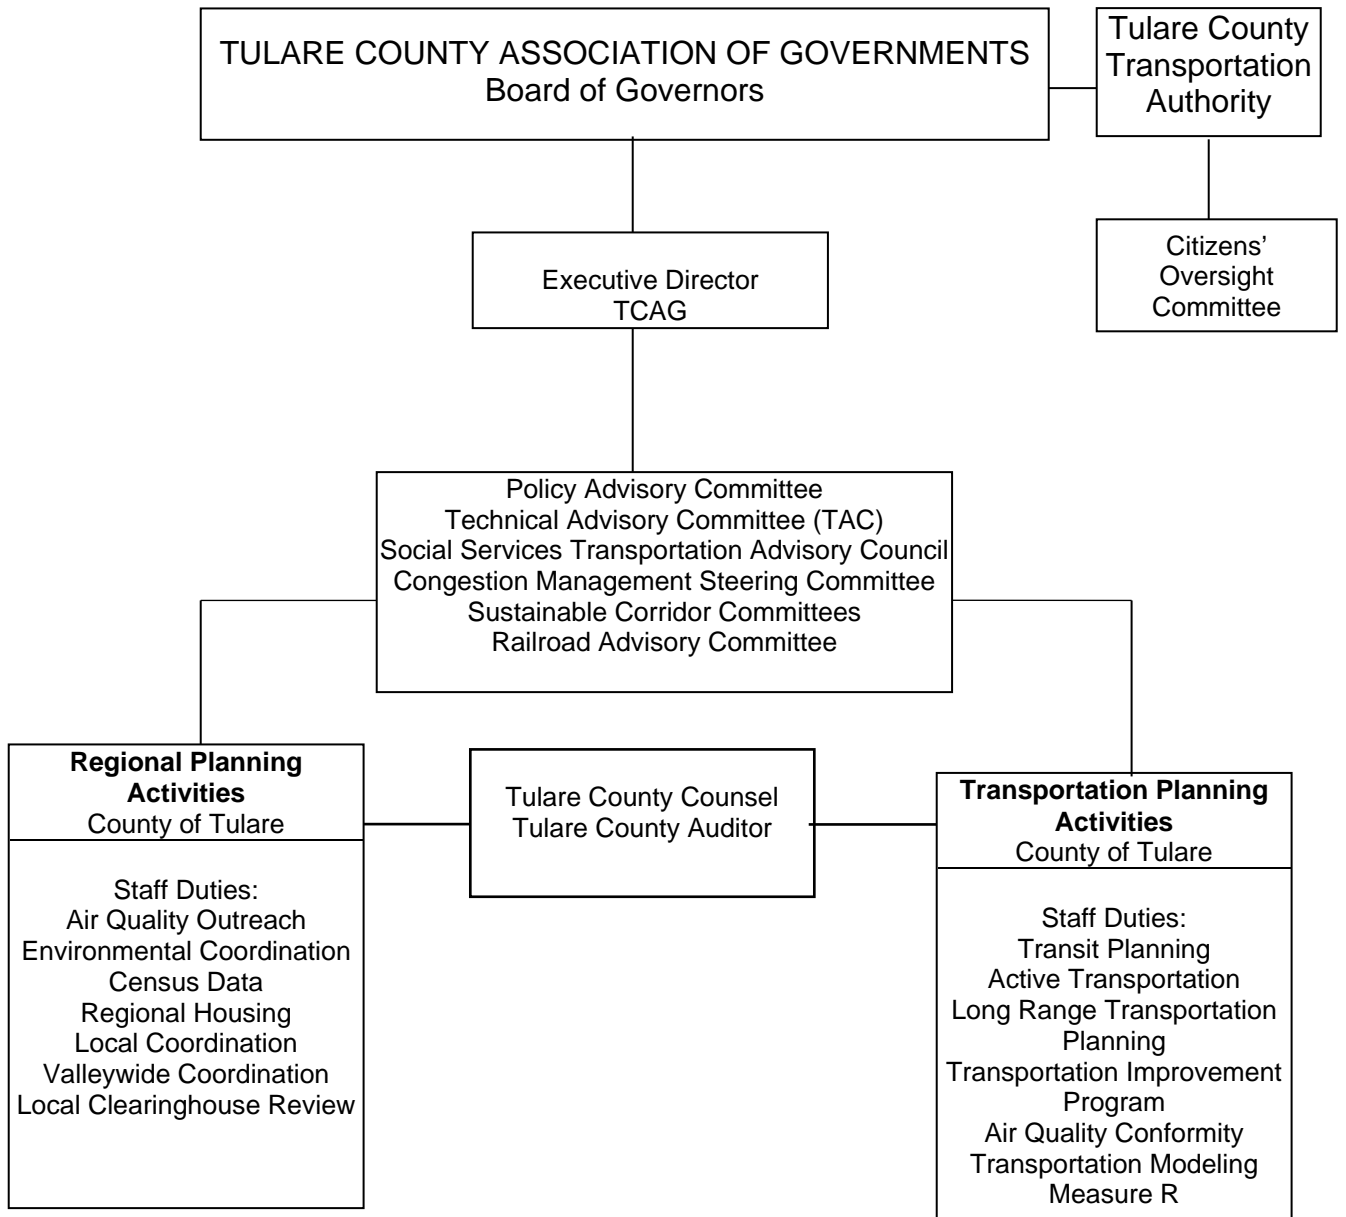 TULARE COUNTY ASSOCIATION OF GOVERNMENTS
Board of Governors
Tulare County
Transportation
Authority
Citizens’
Oversight
Committee
Executive Director
TCAG
Policy Advisory Committee
Technical Advisory Committee (TAC)
Social Services Transportation Advisory Council
Congestion Management Steering Committee
Sustainable Corridor Committees
Railroad Advisory Committee
Regional Planning
Activities
County of Tulare
Staff Duties:
Air Quality Outreach
Environmental Coordination
Census Data
Regional Housing
Local Coordination
Valleywide Coordination
Local Clearinghouse Review
Tulare County Counsel
Tulare County Auditor
Transportation Planning
Activities
County of Tulare
Staff Duties:
Transit Planning
Active Transportation
Long Range Transportation
Planning
Transportation Improvement
Program
Air Quality Conformity
Transportation Modeling
Measure R